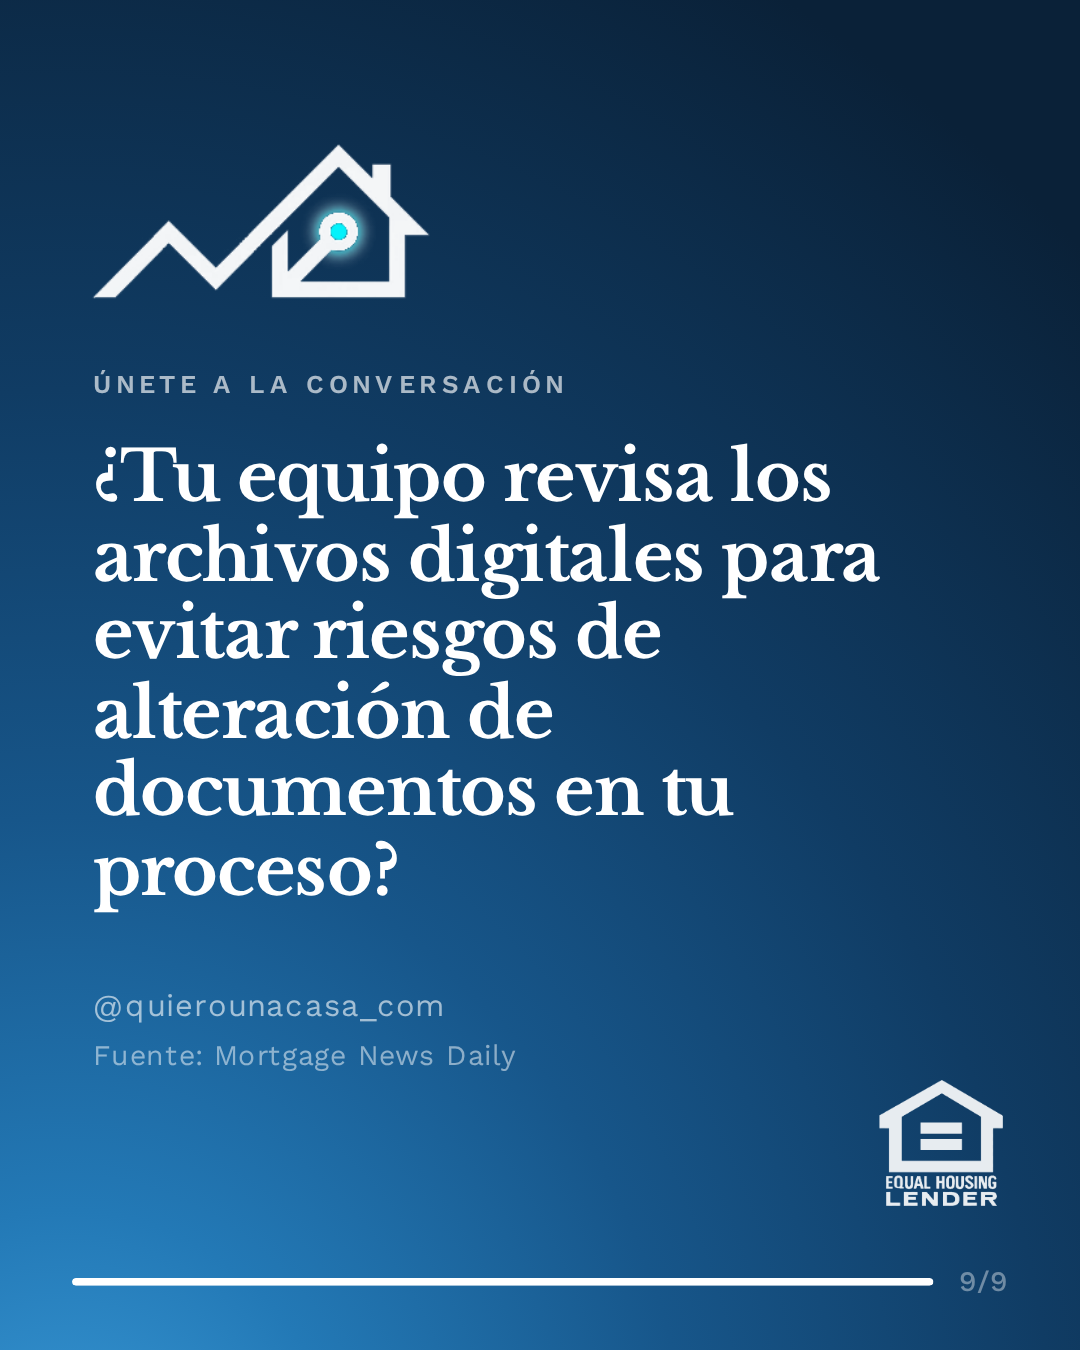 ÚNETE A LA CONVERSACIÓN
¿Tu equipo revisa los
archivos digitales para
evitar riesgos de
alteración de
documentos en tu
proceso?
@quierounacasa_com
Fuente: Mortgage News Daily
EQUAL HOUSING
LENDER
9/9